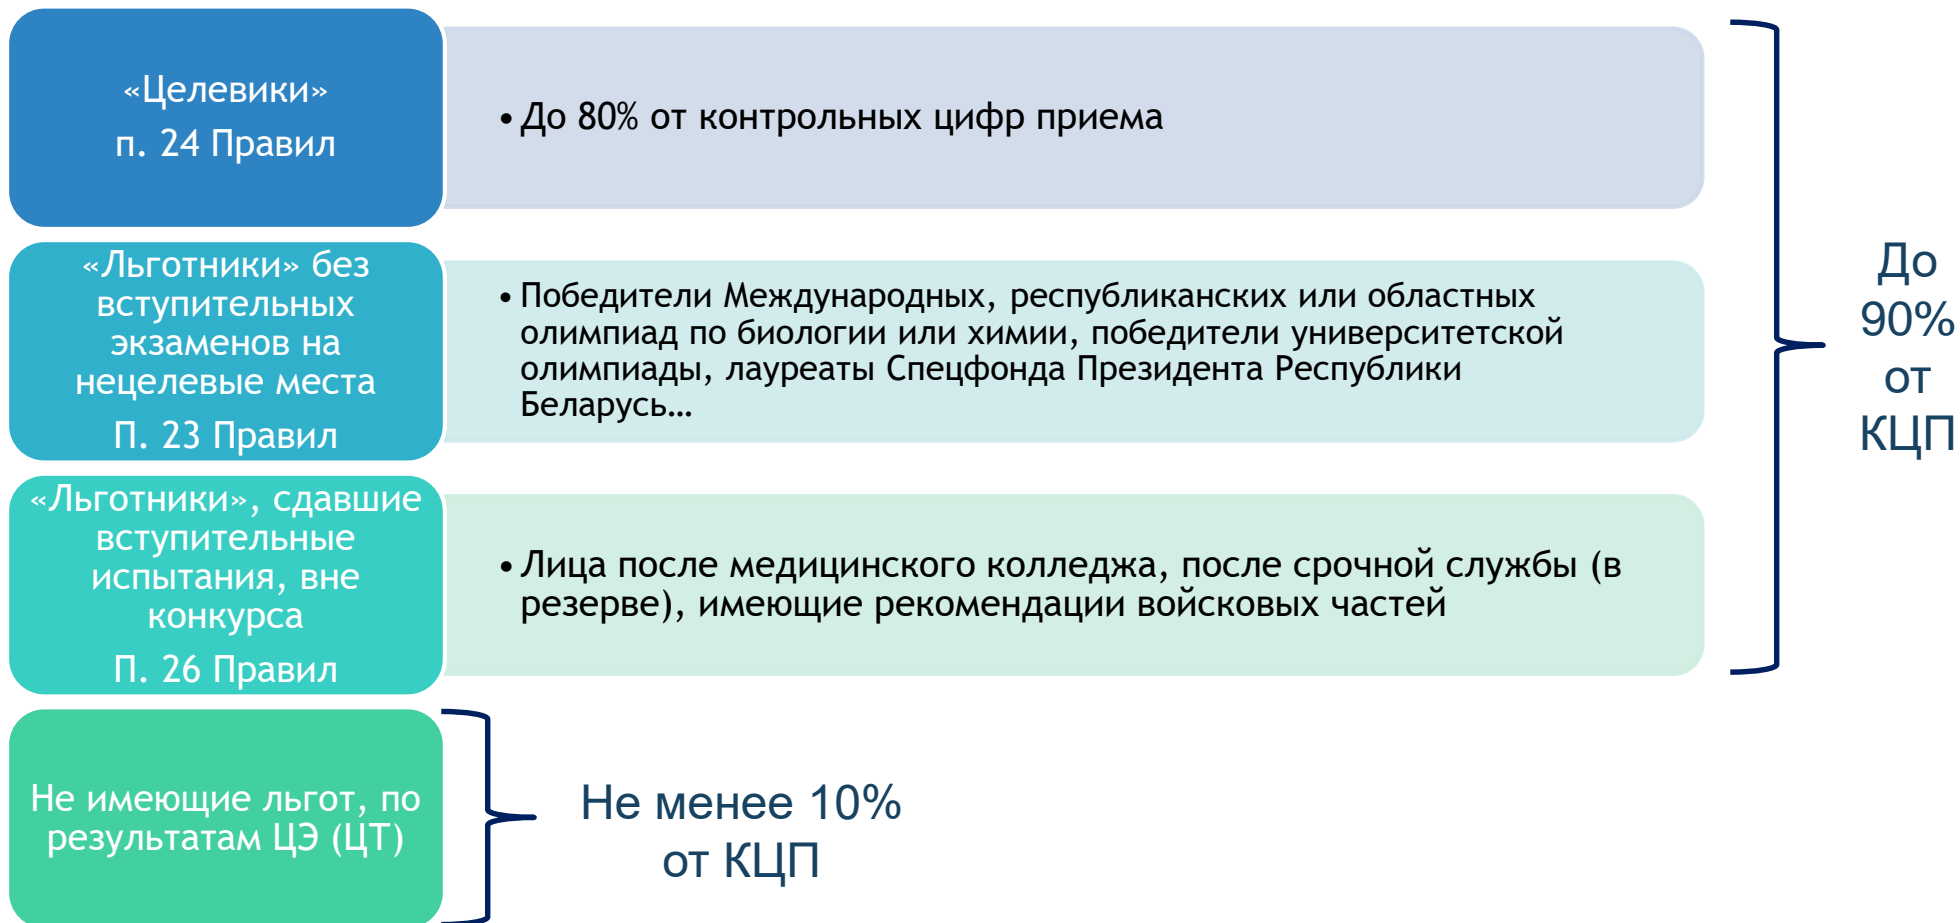 «Целевики»
п. 24 Правил
• До 80% от контрольных цифр приема
«Льготники» без
вступительных
экзаменов на
нецелевые места
П. 23 Правил
• Победители Международных, республиканских или областных
олимпиад по биологии или химии, победители университетской
олимпиады, лауреаты Спецфонда Президента Республики
Беларусь…
До
90%
от
КЦП
«Льготники», сдавшие
вступительные
испытания, вне
конкурса
П. 26 Правил
• Лица после медицинского колледжа, после срочной службы (в
резерве), имеющие рекомендации войсковых частей
Не имеющие льгот, по
результатам ЦЭ (ЦТ)
Не менее 10%
от КЦП